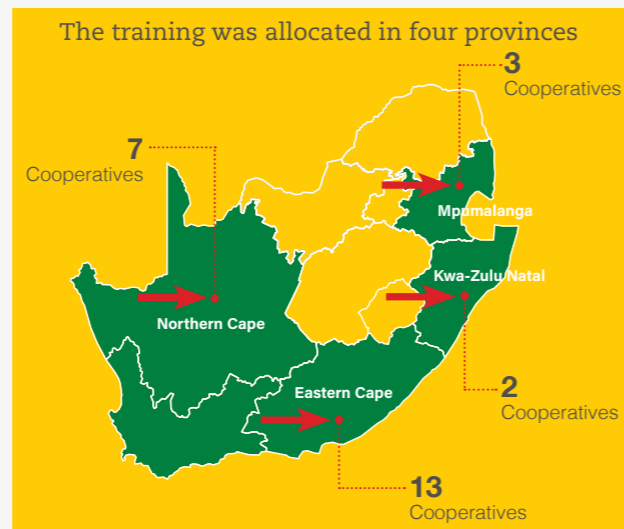 The training was allocated in four provinces
3
Cooperatives
7
Cooperatives
Mpumalanga
Kwa-Zulu Natal
Northern Cape
Eastern Cape
2
Cooperatives
13
Cooperatives